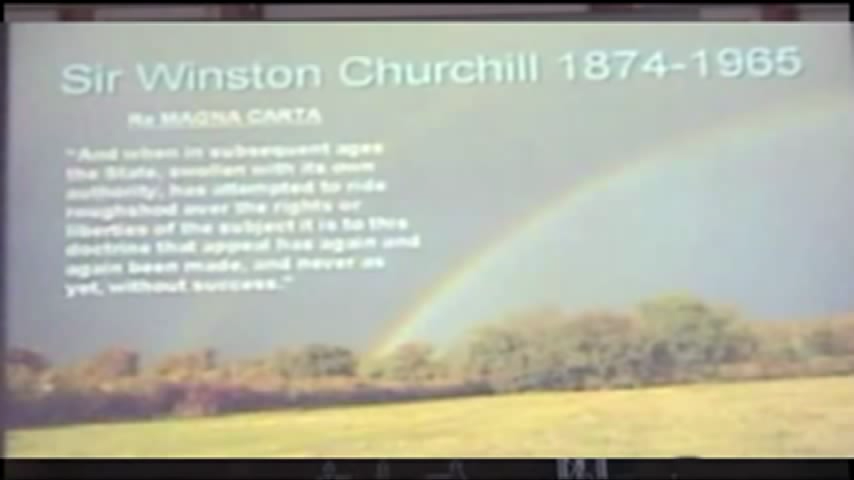 Sir Winston Churchill 1874-1965
Re MAGNA CARTA
"And when in subsequent ages
the State, swollen with its own
authority, has attempted to ride
roughshod over the rights or
liberties of the subject it is to this
doctrine that appeal has again and
again been made, and never as
yet, without success."